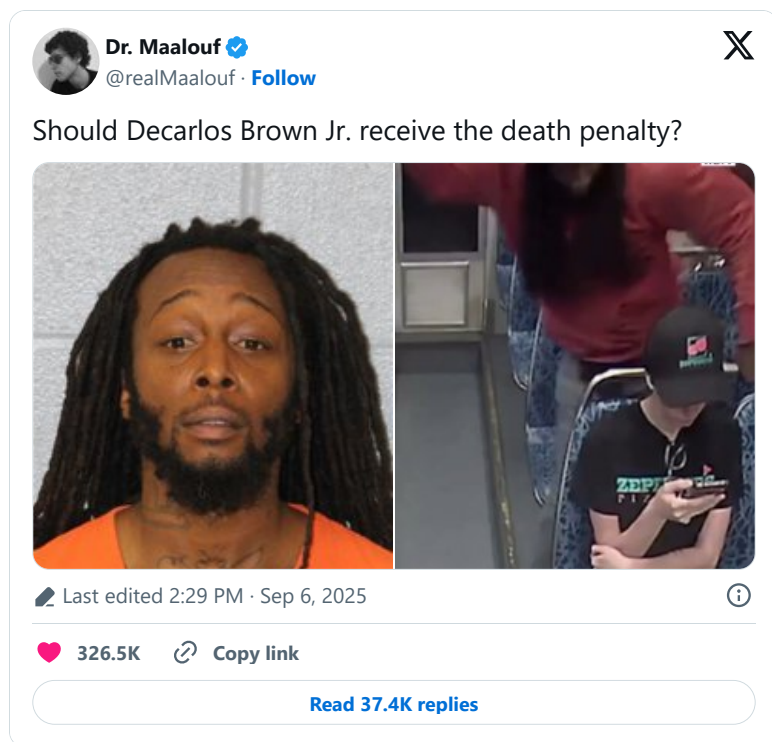 Dr. Maalouf
@realMaalouf · Follow
Should Decarlos Brown Jr. receive the death penalty?
Last edited 2:29 PM · Sep 6, 2025
326.5K
Copy link
Read 37.4K replies